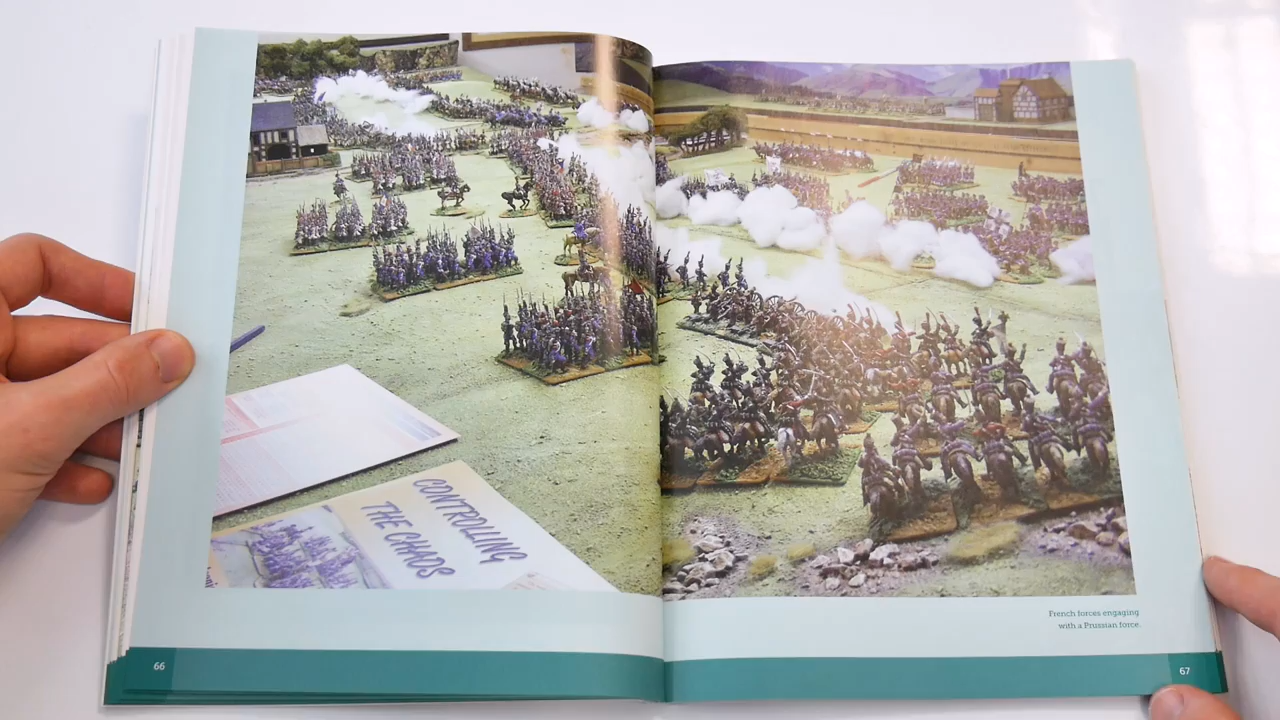 CONTROLLING
THE CHAOS
French forces engaging
with a Prussian force.
66
67